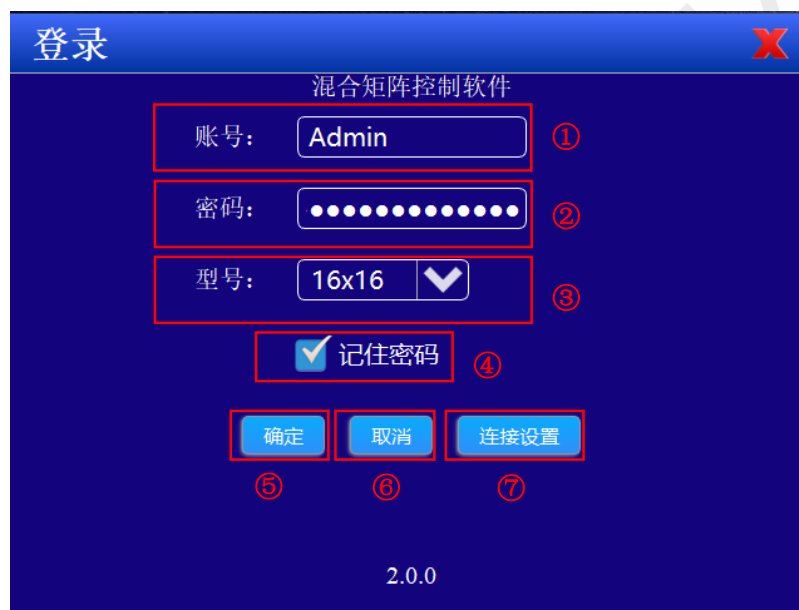 登录
混合矩阵控制软件
账号： Admin ①
密码： ●●●●●●●●●●●●● ②
型号： 16x16 ③
记住密码 ④
确定 取消 连接设置
⑤ ⑥ ⑦
2.0.0